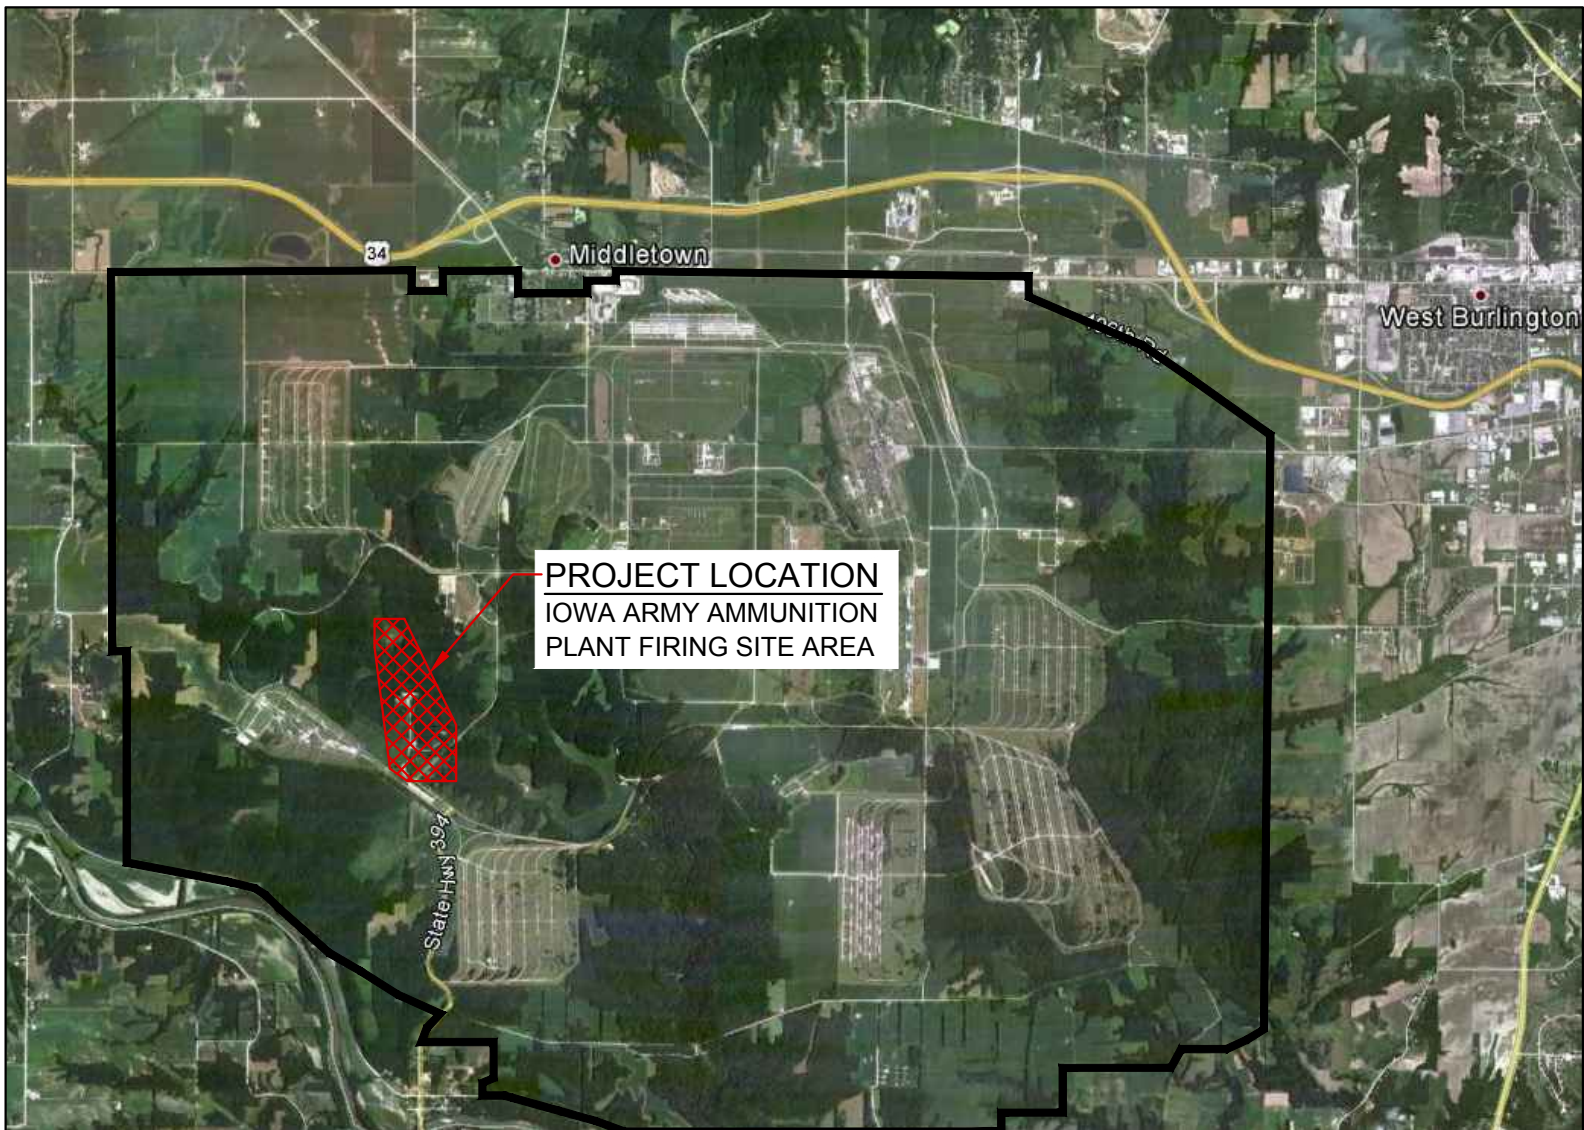 34
Middletown
West Burlington
PROJECT LOCATION
IOWA ARMY AMMUNITION
PLANT FIRING SITE AREA
State Hwy 394